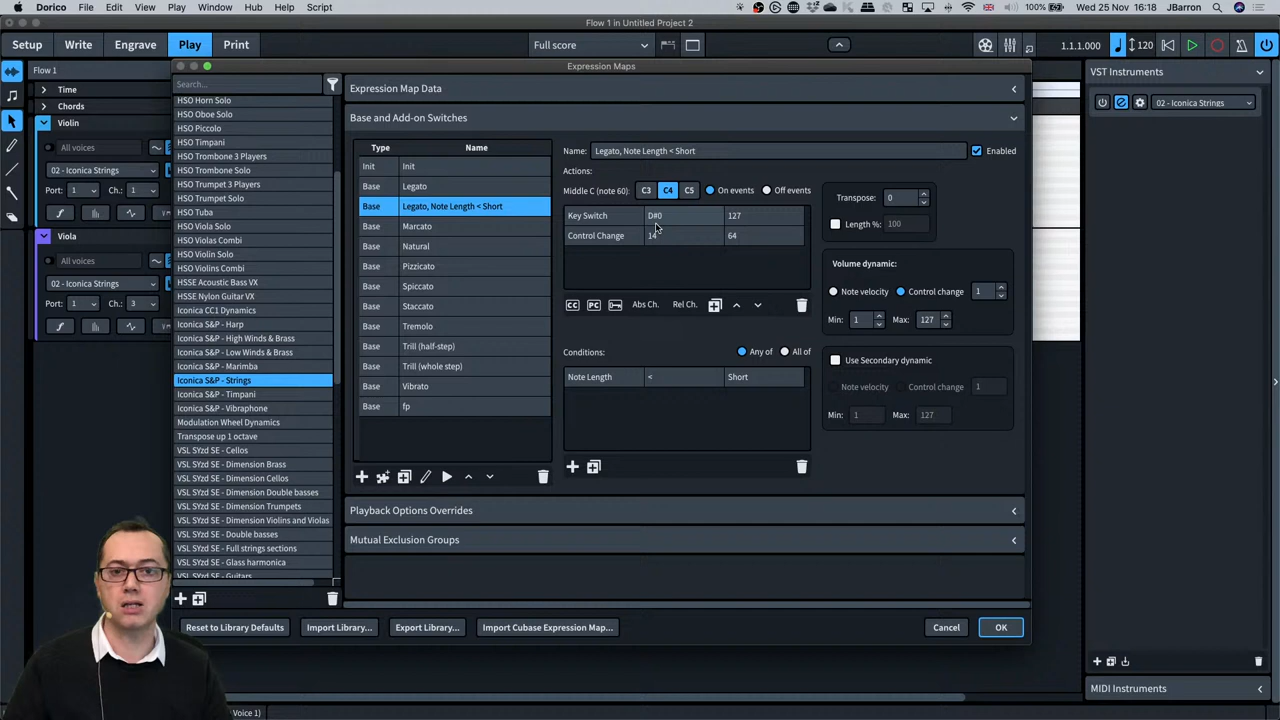 Dorico File Edit View Play Window Hub Help Script 100% Wed 25 Nov 16:18 JBarron
Flow 1 in Untitled Project 2
Setup Write Engrave Play Print Full score 1.1.1.000 120
Flow 1
Time
Chords
Violin
All voices
02 - Iconica Strings
Port: 1 Ch.: 1
Viola
All voices
02 - Iconica Strings
Port: 1 Ch.: 3
Expression Maps
Search...
HSO Horn Solo
HSO Oboe Solo
HSO Piccolo
HSO Timpani
HSO Trombone 3 Players
HSO Trombone Solo
HSO Trumpet 3 Players
HSO Trumpet Solo
HSO Tuba
HSO Viola Solo
HSO Violas Combi
HSO Violin Solo
HSO Violins Combi
HSSE Acoustic Bass VX
HSSE Nylon Guitar VX
Iconica CC1 Dynamics
Iconica S&P - Harp
Iconica S&P - High Winds & Brass
Iconica S&P - Low Winds & Brass
Iconica S&P - Marimba
Iconica S&P - Strings
Iconica S&P - Timpani
Iconica S&P - Vibraphone
Modulation Wheel Dynamics
Transpose up 1 octave
VSL SYzd SE - Cellos
VSL SYzd SE - Dimension Brass
VSL SYzd SE - Dimension Cellos
VSL SYzd SE - Dimension Double basses
VSL SYzd SE - Dimension Trumpets
VSL SYzd SE - Dimension Violins and Violas
VSL SYzd SE - Double basses
VSL SYzd SE - Full strings sections
VSL SYzd SE - Glass harmonica
VSL SYzd SE - Guitars
Expression Map Data
Base and Add-on Switches
Type Name
Init Init
Base Legato
Base Legato, Note Length < Short
Base Marcato
Base Natural
Base Pizzicato
Base Spiccato
Base Staccato
Base Tremolo
Base Trill (half-step)
Base Trill (whole step)
Base Vibrato
Base fp
Name: Legato, Note Length < Short Enabled
Actions:
Middle C (note 60): C3 C4 C5 On events Off events
Key Switch D#0 127
Control Change 14 64
CC PC Abs Ch. Rel Ch.
Conditions: Any of All of
Note Length < Short
Transpose: 0
Length %: 100
Volume dynamic:
Note velocity Control change 1
Min: 1 Max: 127
Use Secondary dynamic
Note velocity Control change 1
Min: 1 Max: 127
Playback Options Overrides
Mutual Exclusion Groups
Reset to Library Defaults Import Library... Export Library... Import Cubase Expression Map... Cancel OK
VST Instruments
02 - Iconica Strings
MIDI Instruments
Voice 1)